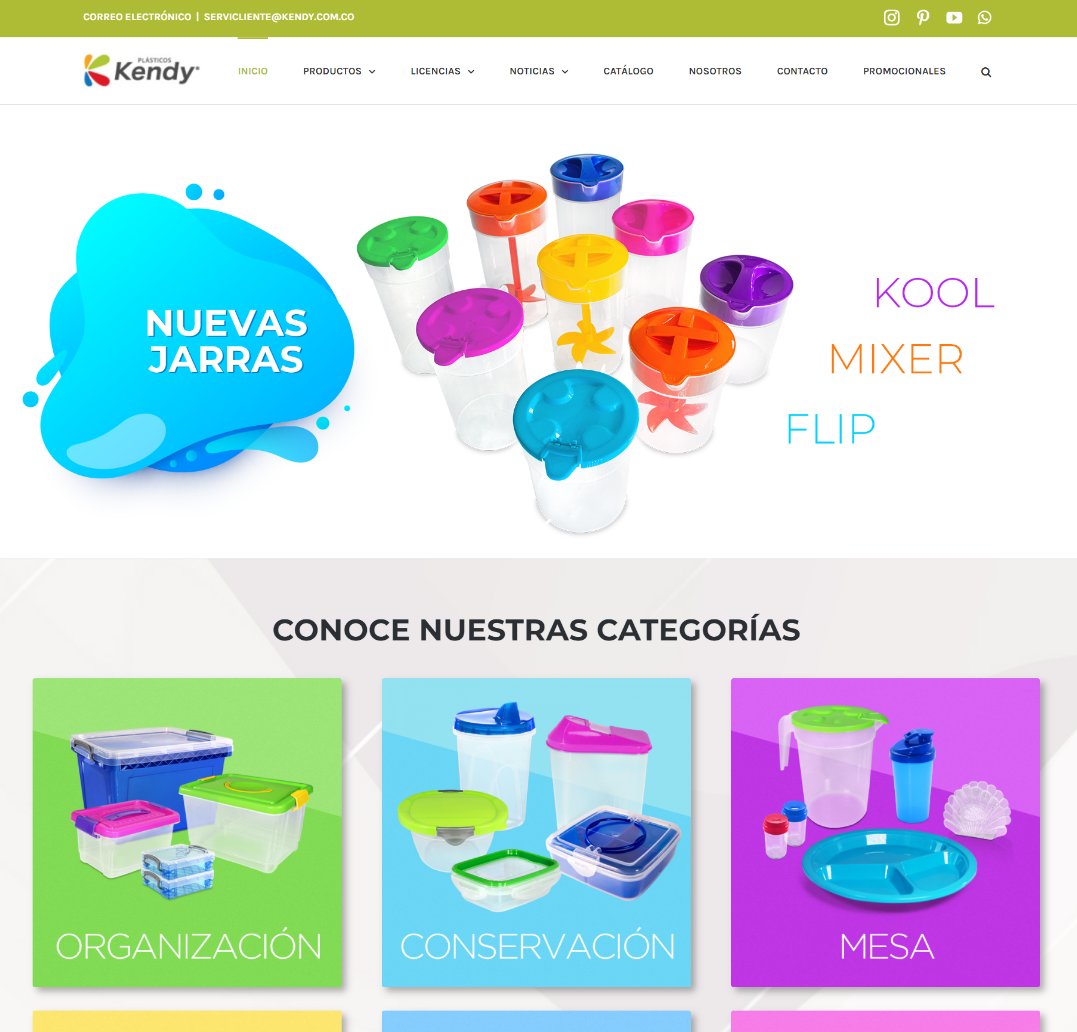 CORREO ELECTRÓNICO | SERVICLIENTE@KENDY.COM.CO
PLÁSTICOS
Kendy®
INICIO
PRODUCTOS
LICENCIAS
NOTICIAS
CATÁLOGO
NOSOTROS
CONTACTO
PROMOCIONALES
NUEVAS
JARRAS
KOOL
MIXER
FLIP
CONOCE NUESTRAS CATEGORÍAS
ORGANIZACIÓN
CONSERVACIÓN
MESA